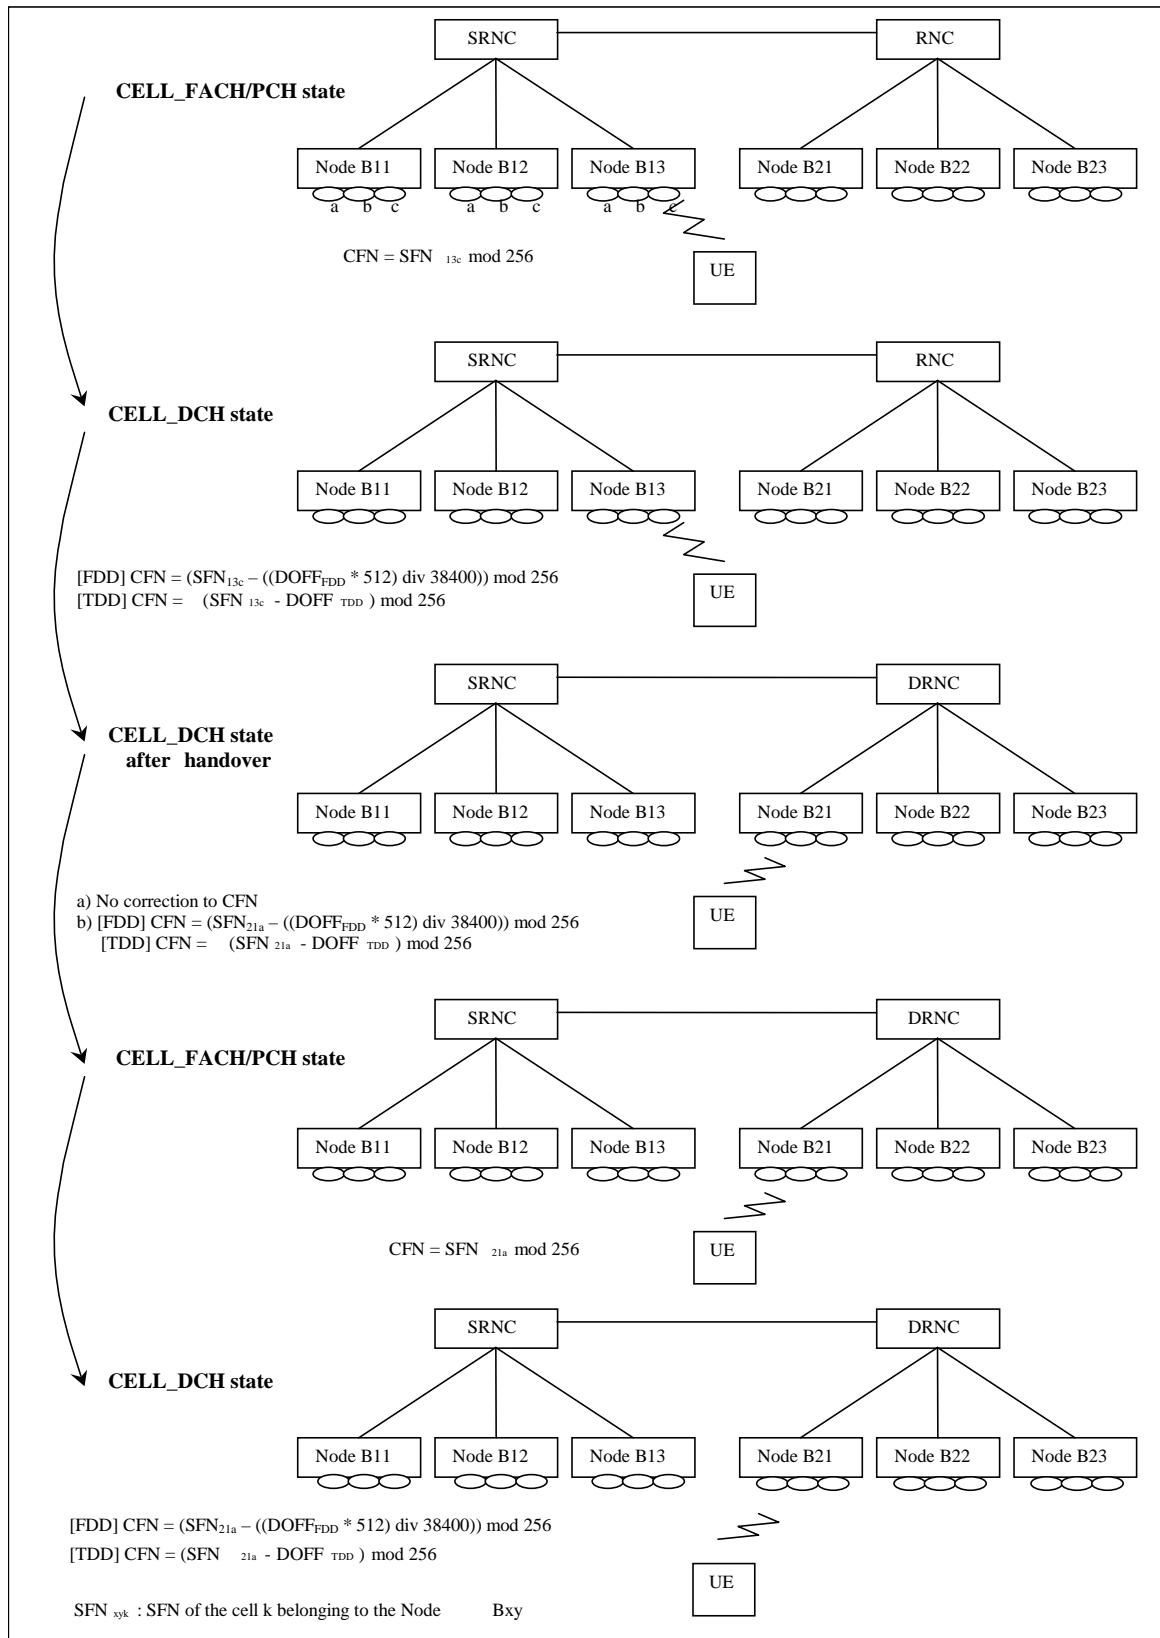 SRNC RNC
CELL_FACH/PCH state
Node B11 Node B12 Node B13 Node B21 Node B22 Node B23
a b c a b c a b c
CFN = SFN 13c mod 256
UE
SRNC RNC
CELL_DCH state
Node B11 Node B12 Node B13 Node B21 Node B22 Node B23
[FDD] CFN = (SFN13c – ((DOFFFDD * 512) div 38400)) mod 256
[TDD] CFN = (SFN 13c - DOFF TDD ) mod 256
UE
SRNC DRNC
CELL_DCH state
after handover
Node B11 Node B12 Node B13 Node B21 Node B22 Node B23
a) No correction to CFN
b) [FDD] CFN = (SFN21a – ((DOFFFDD * 512) div 38400)) mod 256
[TDD] CFN = (SFN 21a - DOFF TDD ) mod 256
UE
SRNC DRNC
CELL_FACH/PCH state
Node B11 Node B12 Node B13 Node B21 Node B22 Node B23
CFN = SFN 21a mod 256
UE
SRNC DRNC
CELL_DCH state
Node B11 Node B12 Node B13 Node B21 Node B22 Node B23
[FDD] CFN = (SFN21a – ((DOFFFDD * 512) div 38400)) mod 256
[TDD] CFN = (SFN 21a - DOFF TDD ) mod 256
UE
SFN xyk : SFN of the cell k belonging to the Node Bxy